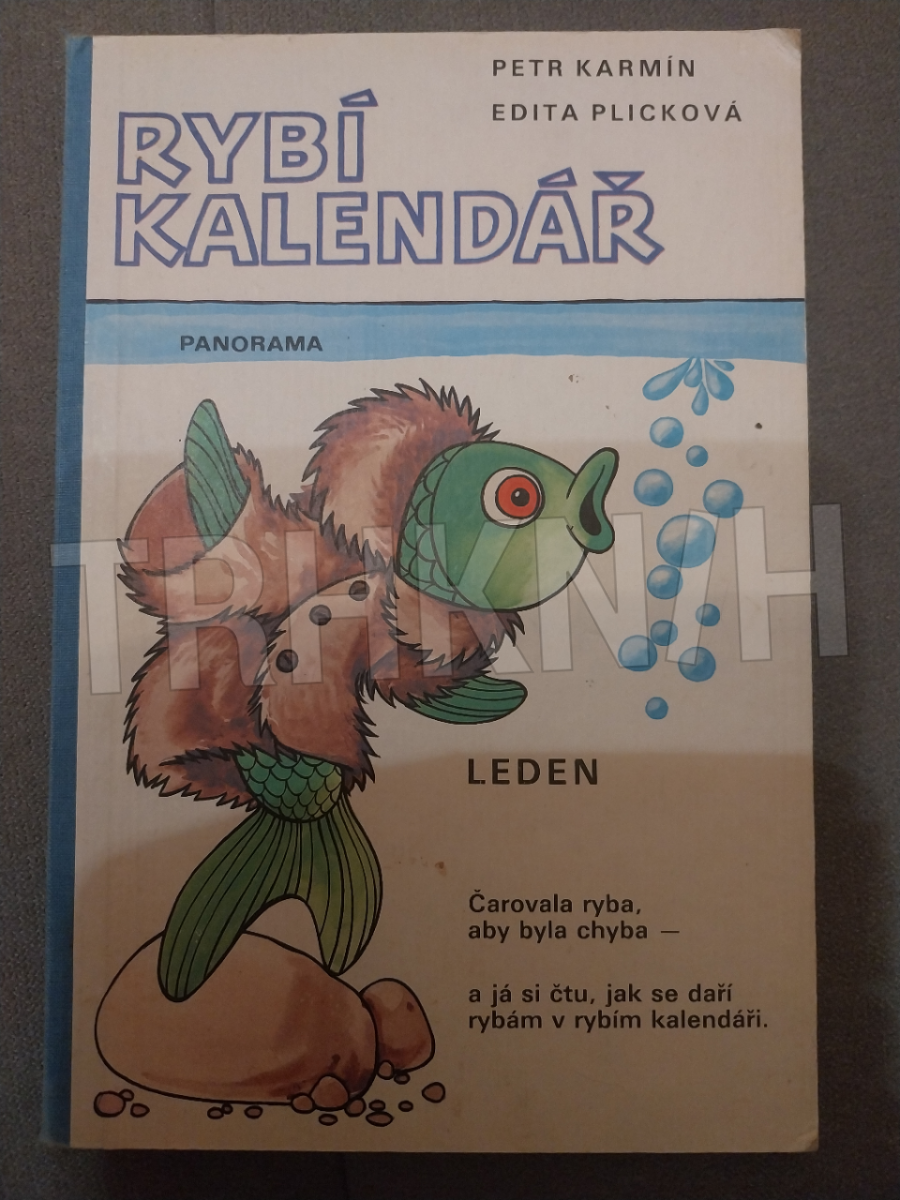 PETR KARMÍN
EDITA PLICKOVÁ
RYBÍ
KALENDÁŘ
PANORAMA
TRHKNIH
LEDEN
Čarovala ryba,
aby byla chyba —
a já si čtu, jak se daří
rybám v rybím kalendáři.